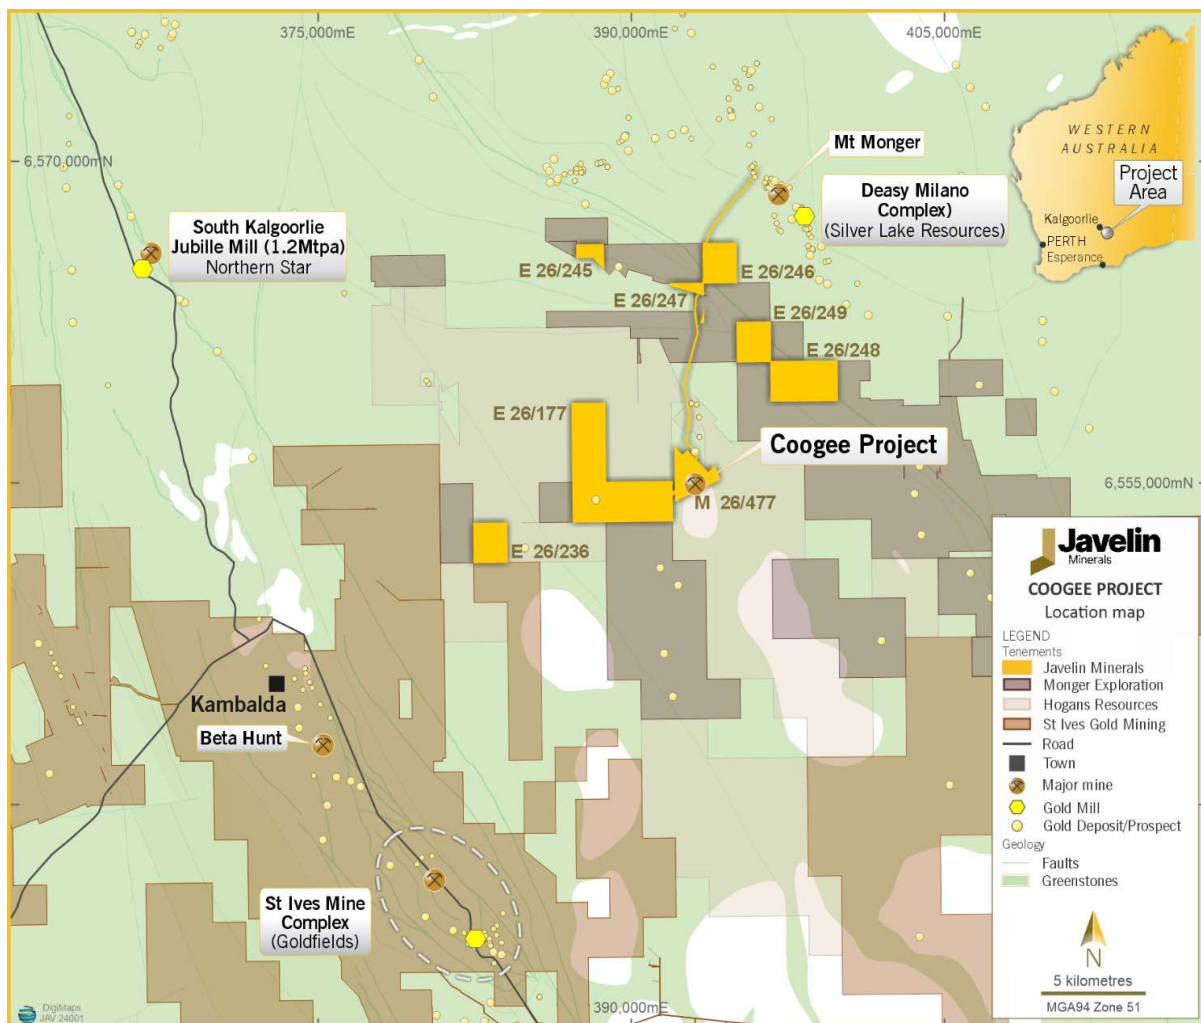 375,000mE
390,000mE
405,000mE
WESTERN
AUSTRALIA
Project
Area
Kalgoorlie
PERTH
Esperance
6,570,000mN
Mt Monger
Deasy Milano
Complex)
(Silver Lake Resources)
South Kalgoorlie
Jubille Mill (1.2Mtpa)
Northern Star
E 26/245
E 26/246
E 26/247
E 26/249
E 26/248
E 26/177
Coogee Project
M 26/477
6,555,000mN
E 26/236
Kambalda
Beta Hunt
St Ives Mine
Complex
(Goldfields)
Javelin
Minerals
COOGEE PROJECT
Location map
LEGEND
Tenements
Javelin Minerals
Monger Exploration
Hogans Resources
St Ives Gold Mining
Road
Town
Major mine
Gold Mill
Gold Deposit/Prospect
Geology
Faults
Greenstones
N
5 kilometres
MGA94 Zone 51
390,000mE
DigiMaps
JAV 24001